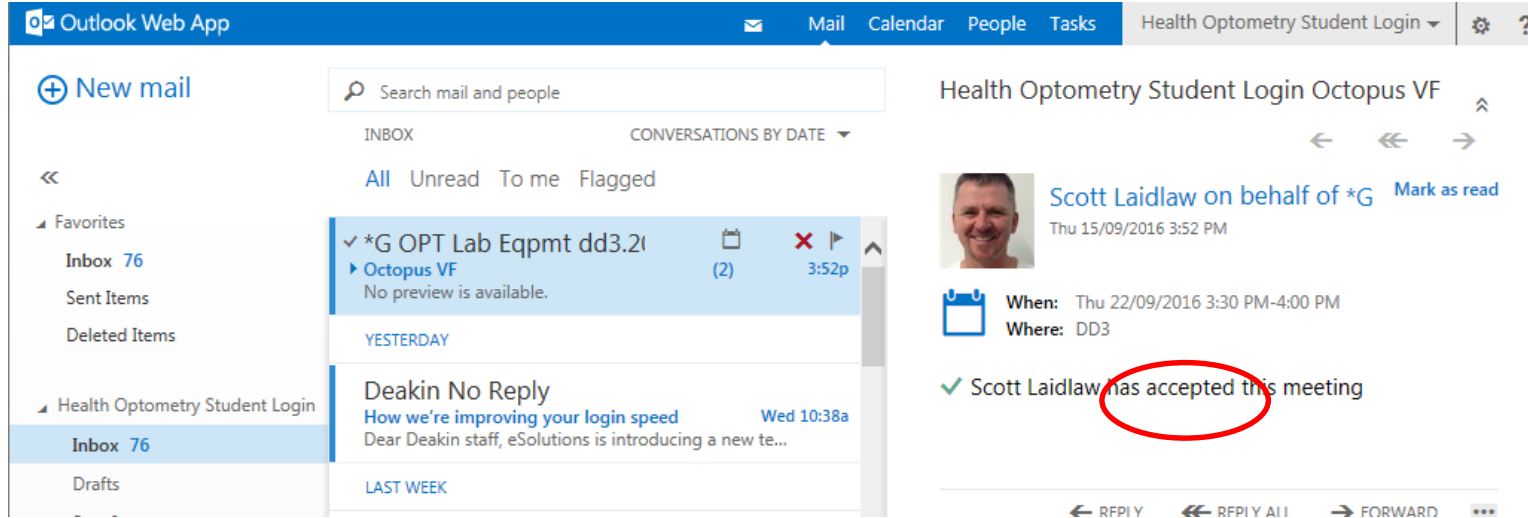 Outlook Web App
Mail Calendar People Tasks Health Optometry Student Login
?
New mail
Favorites
Inbox 76
Sent Items
Deleted Items
Health Optometry Student Login
Inbox 76
Drafts
Search mail and people
INBOX CONVERSATIONS BY DATE
All Unread To me Flagged
*G OPT Lab Eqpmt dd3.20
Octopus VF (2) 3:52p
No preview is available.
YESTERDAY
Deakin No Reply
How we're improving your login speed Wed 10:38a
Dear Deakin staff, eSolutions is introducing a new te...
LAST WEEK
Health Optometry Student Login Octopus VF
Scott Laidlaw on behalf of *G Mark as read
Thu 15/09/2016 3:52 PM
When: Thu 22/09/2016 3:30 PM-4:00 PM
Where: DD3
Scott Laidlaw has accepted this meeting
REPLY REPLY ALL FORWARD